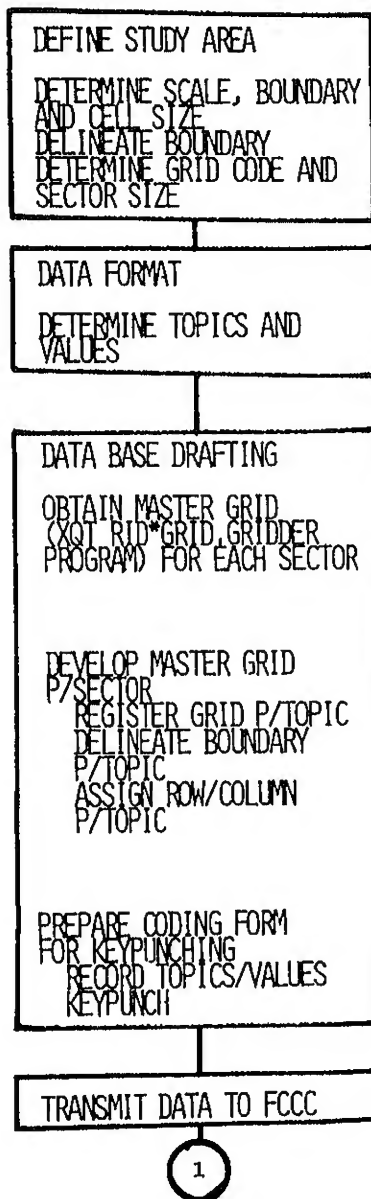 DEFINE STUDY AREA
DETERMINE SCALE, BOUNDARY
AND CELL SIZE
DELINEATE BOUNDARY
DETERMINE GRID CODE AND
SECTOR SIZE
DATA FORMAT
DETERMINE TOPICS AND
VALUES
DATA BASE DRAFTING
OBTAIN MASTER GRID
(XQT RID*GRID.GRIDDER
PROGRAM) FOR EACH SECTOR
DEVELOP MASTER GRID
P/SECTOR
REGISTER GRID P/TOPIC
DELINEATE BOUNDARY
P/TOPIC
ASSIGN ROW/COLUMN
P/TOPIC
PREPARE CODING FORM
FOR KEYPUNCHING
RECORD TOPICS/VALUES
KEYPUNCH
TRANSMIT DATA TO FCCC
1